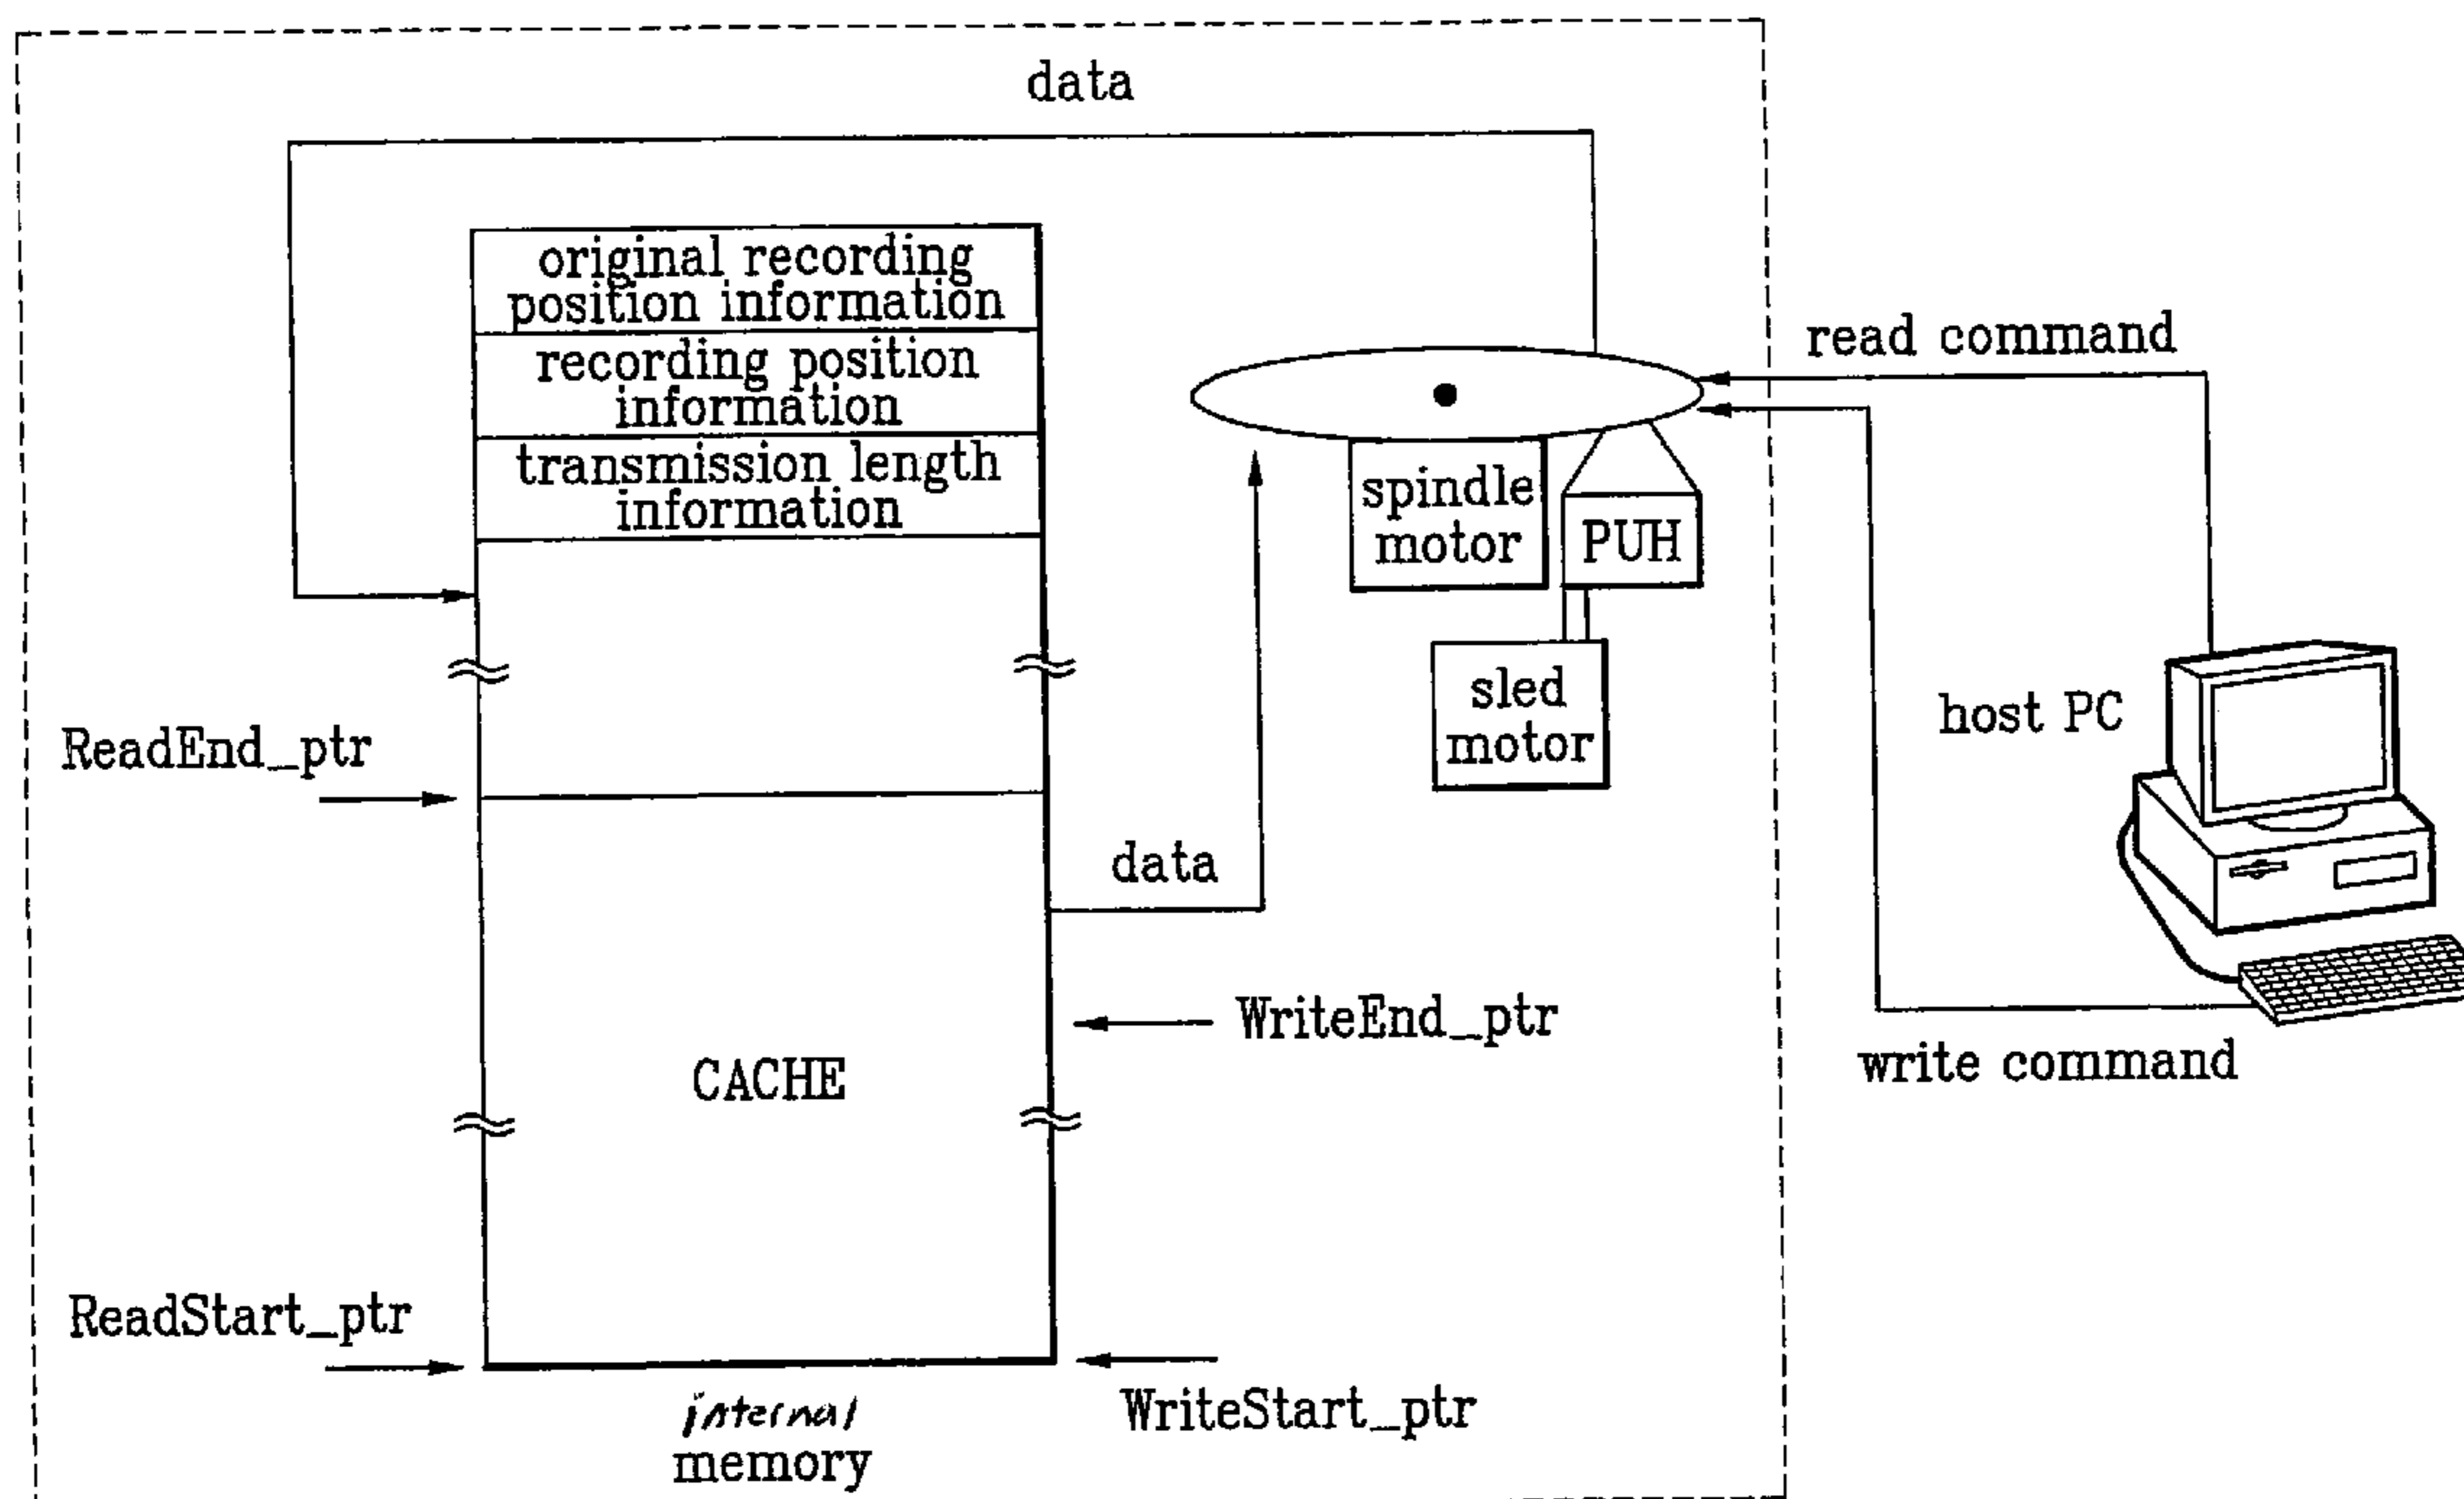 data
original recording
position information
recording position
information
transmission length
information
read command
spindle
motor
PUH
sled
motor
host PC
ReadEnd_ptr
data
WriteEnd_ptr
CACHE
write command
ReadStart_ptr
WriteStart_ptr
internal
memory